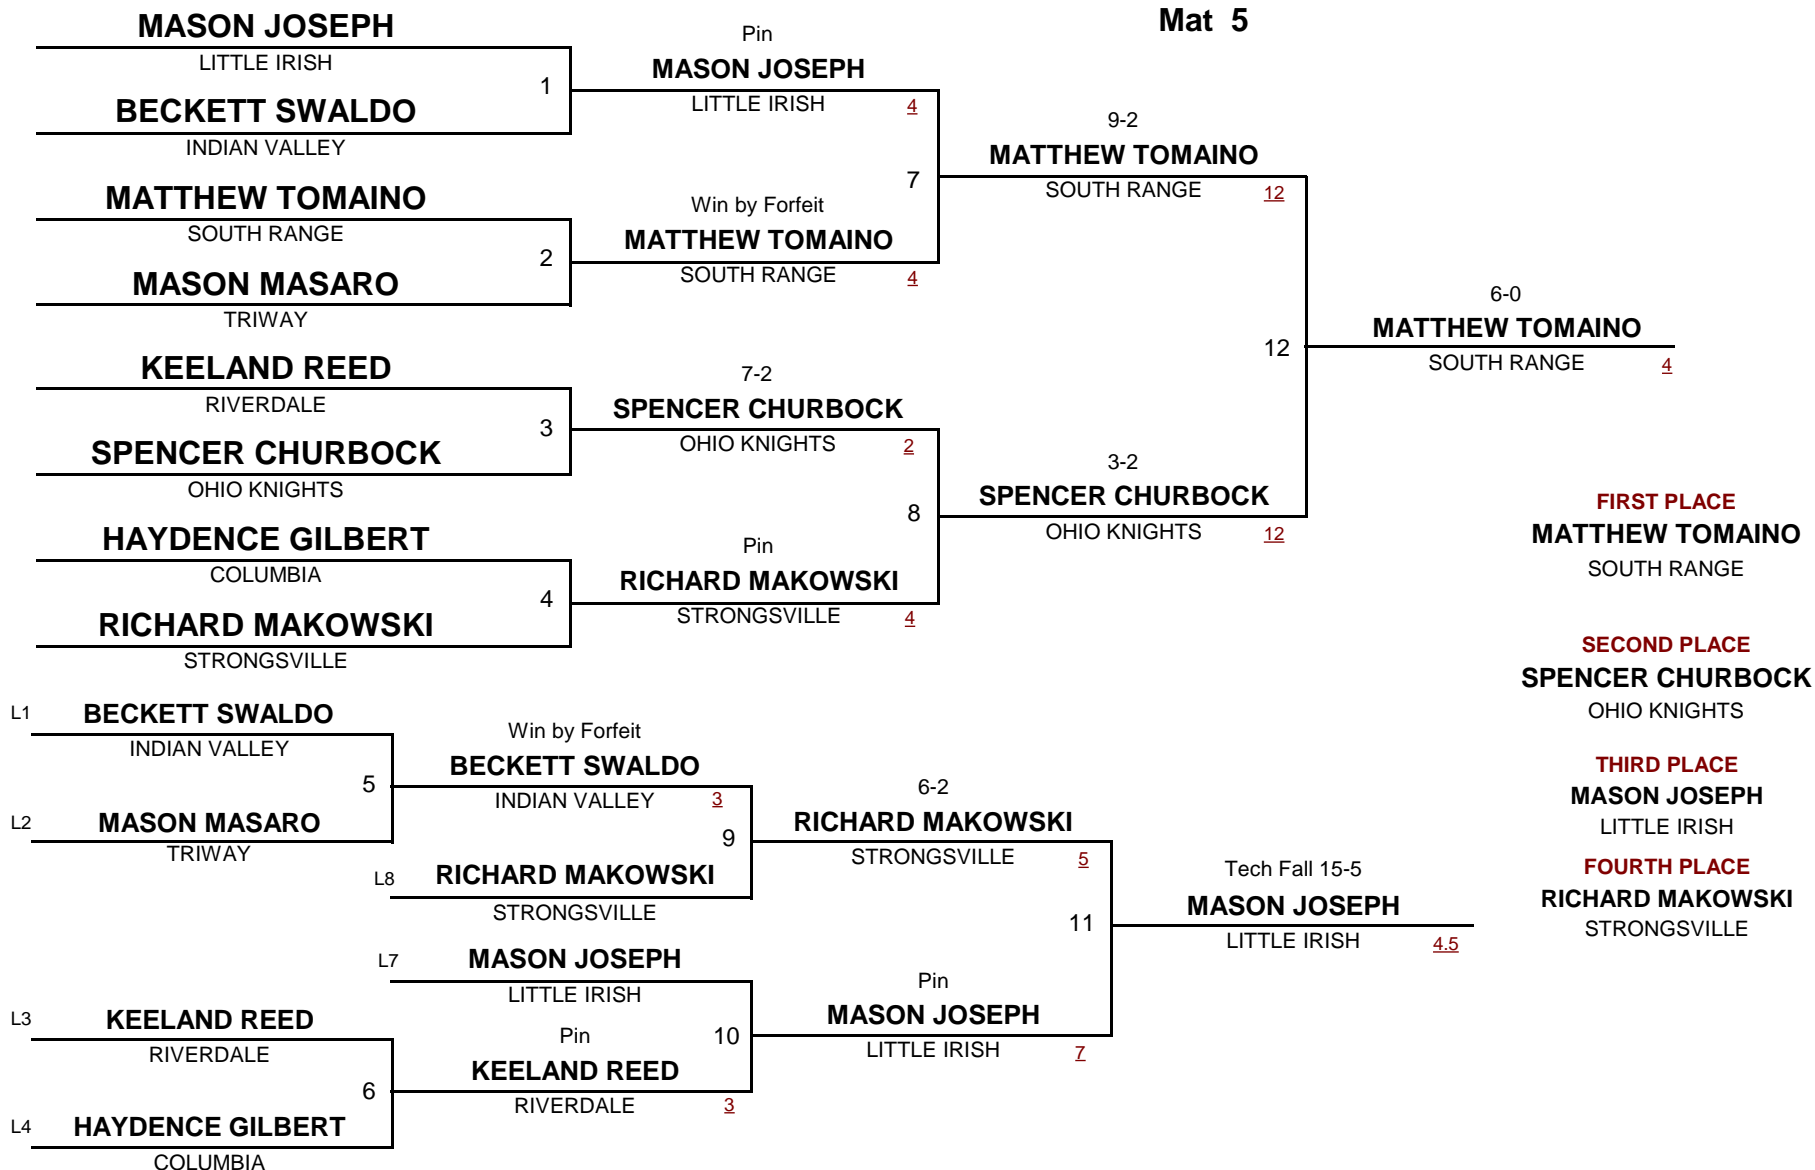 Mat 5
MASON JOSEPH
LITTLE IRISH
1
BECKETT SWALDO
INDIAN VALLEY
MATTHEW TOMAINO
SOUTH RANGE
2
MASON MASARO
TRIWAY
KEELAND REED
RIVERDALE
3
SPENCER CHURBOCK
OHIO KNIGHTS
HAYDENCE GILBERT
COLUMBIA
4
RICHARD MAKOWSKI
STRONGSVILLE
Pin
MASON JOSEPH
LITTLE IRISH 4
7
Win by Forfeit
MATTHEW TOMAINO
SOUTH RANGE 4
7-2
SPENCER CHURBOCK
OHIO KNIGHTS 2
8
Pin
RICHARD MAKOWSKI
STRONGSVILLE 4
9-2
MATTHEW TOMAINO
SOUTH RANGE 12
12
3-2
SPENCER CHURBOCK
OHIO KNIGHTS 12
6-0
MATTHEW TOMAINO
SOUTH RANGE 4
FIRST PLACE
MATTHEW TOMAINO
SOUTH RANGE
SECOND PLACE
SPENCER CHURBOCK
OHIO KNIGHTS
THIRD PLACE
MASON JOSEPH
LITTLE IRISH
FOURTH PLACE
RICHARD MAKOWSKI
STRONGSVILLE
L1 BECKETT SWALDO
INDIAN VALLEY
5
L2 MASON MASARO
TRIWAY
L3 KEELAND REED
RIVERDALE
6
L4 HAYDENCE GILBERT
COLUMBIA
Win by Forfeit
BECKETT SWALDO
INDIAN VALLEY 3
9
L8 RICHARD MAKOWSKI
STRONGSVILLE
L7 MASON JOSEPH
LITTLE IRISH
10
Pin
KEELAND REED
RIVERDALE 3
6-2
RICHARD MAKOWSKI
STRONGSVILLE 5
11
Pin
MASON JOSEPH
LITTLE IRISH 7
Tech Fall 15-5
MASON JOSEPH
LITTLE IRISH 4.5